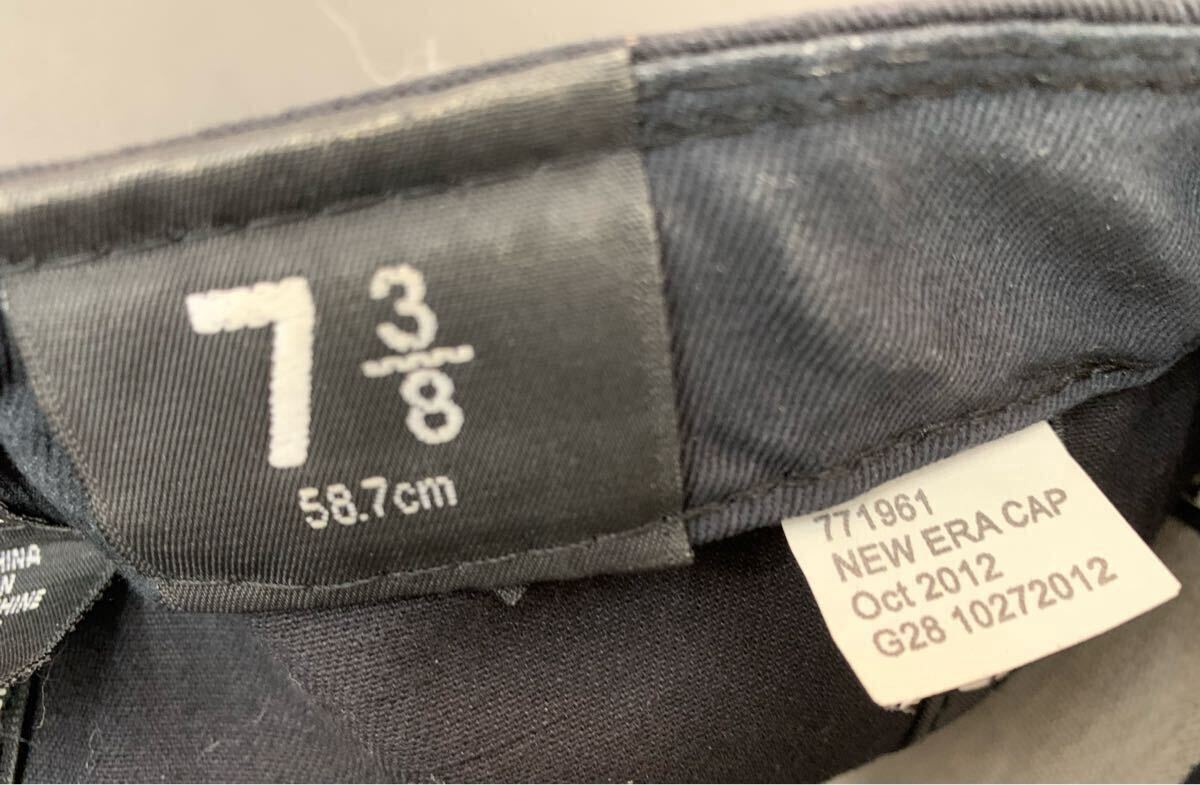 7 3/8
58.7cm
771961
NEW ERA CAP
Oct 2012
G28 10272012